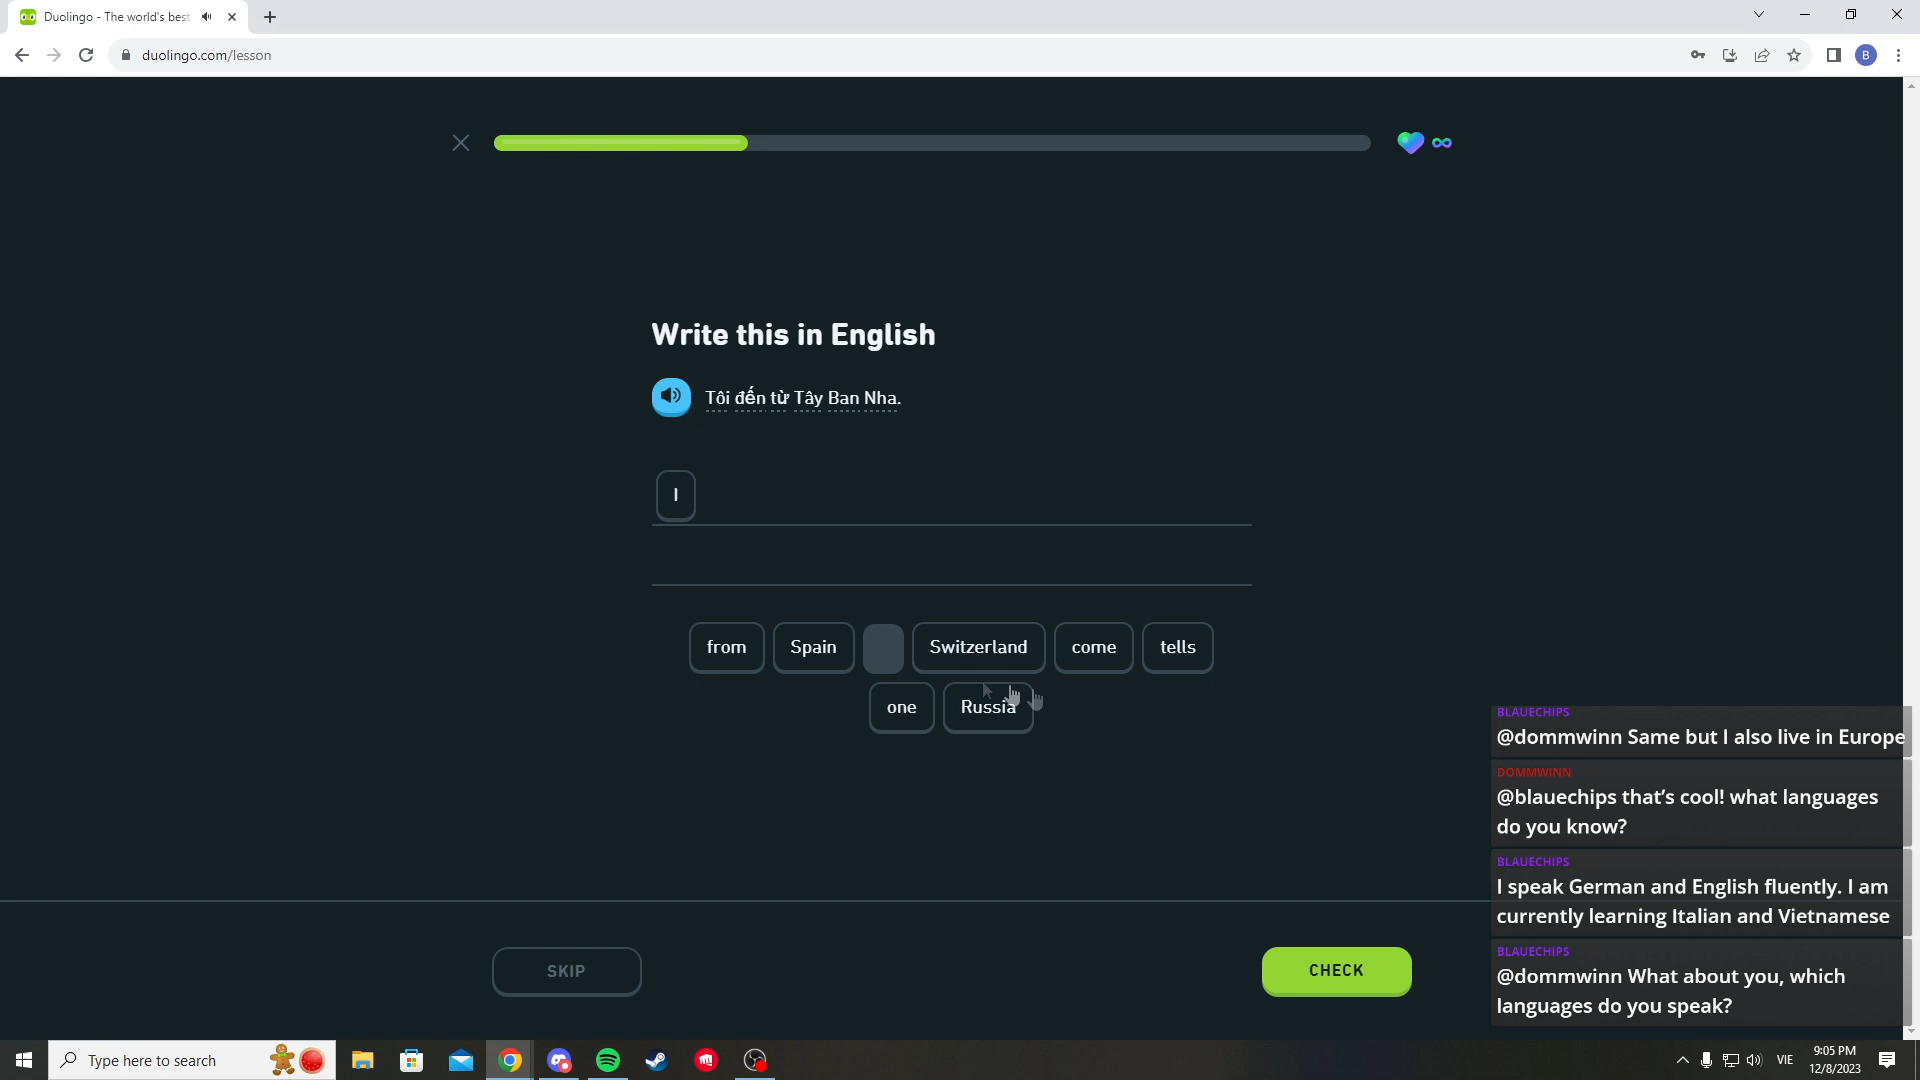 Duolingo - The world's best
duolingo.com/lesson
B
Write this in English
Tôi đến từ Tây Ban Nha.
I
from Spain Switzerland come tells
one Russia
SKIP
CHECK
BLAUECHIPS
@dommwinn Same but I also live in Europe
DOMMWINN
@blauechips that's cool! what languages
do you know?
BLAUECHIPS
I speak German and English fluently. I am
currently learning Italian and Vietnamese
BLAUECHIPS
@dommwinn What about you, which
languages do you speak?
Type here to search
VIE
9:05 PM
12/8/2023